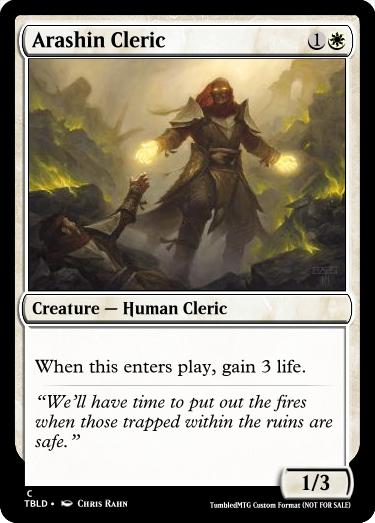 Arashin Cleric 1
Creature — Human Cleric
When this enters play, gain 3 life.
“We’ll have time to put out the fires
when those trapped within the ruins are
safe.”
1/3
C
TBLD • Chris Rahn
TumbledMTG Custom Format (NOT FOR SALE)